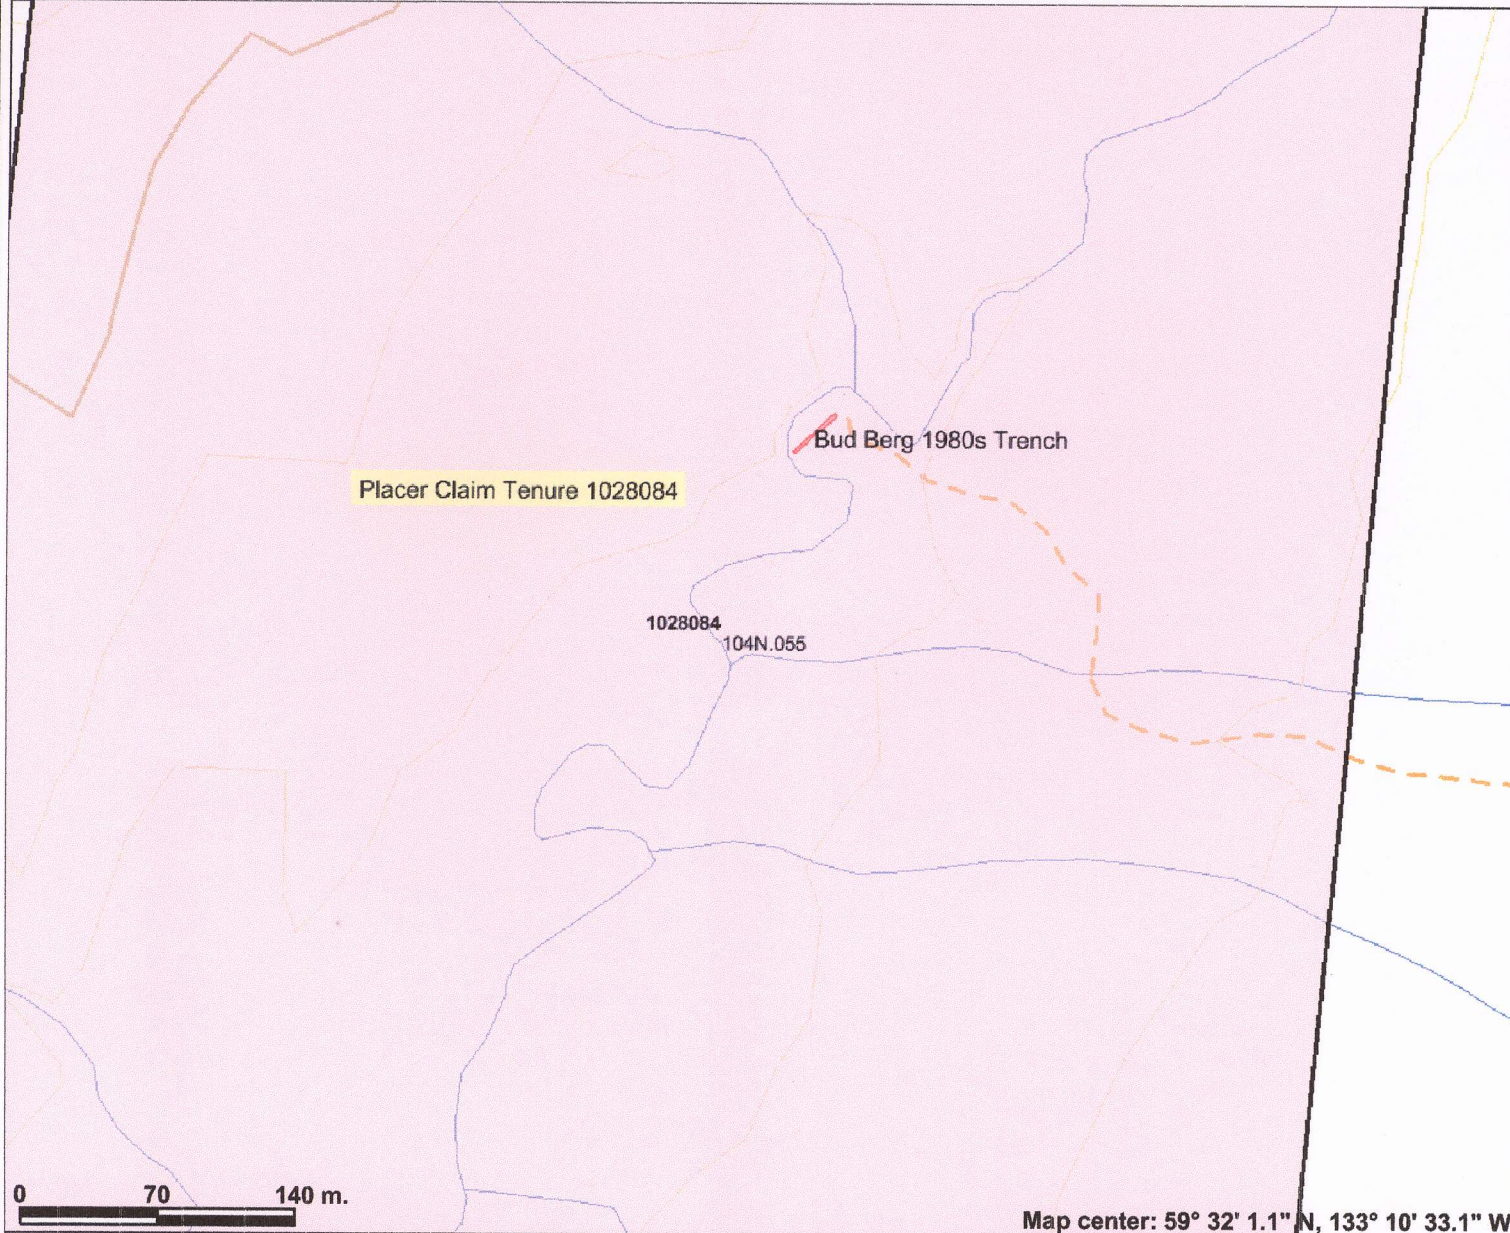 Bud Berg 1980s Trench
Placer Claim Tenure 1028084
1028084
104N.055
0 70 140 m.
Map center: 59° 32' 1.1" N, 133° 10' 33.1" W